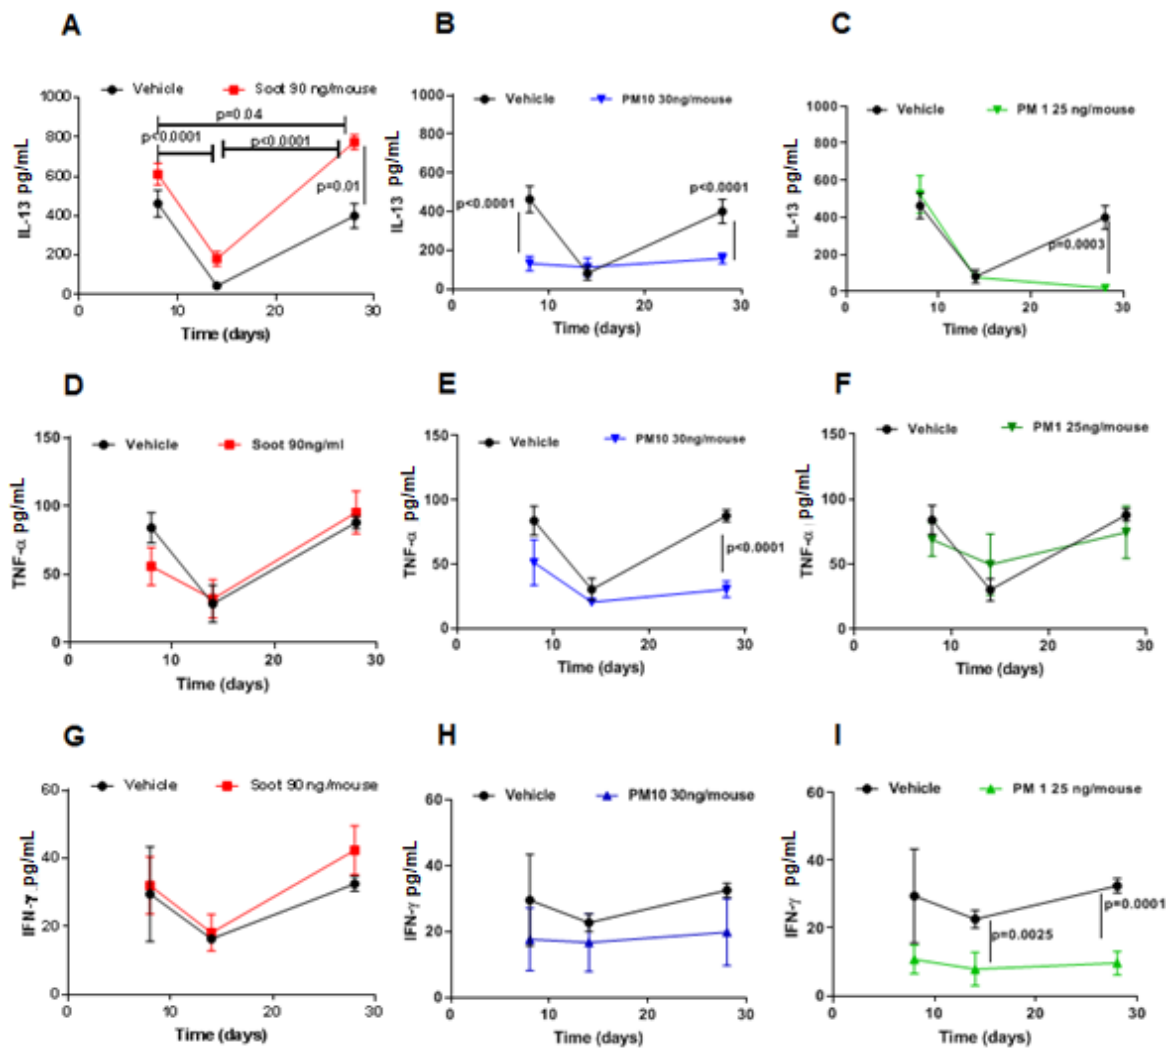 A
B
C
Vehicle Soot 90 ng/mouse
Vehicle PM10 30ng/mouse
Vehicle PM 1 25 ng/mouse
IL-13 pg/mL
1000
800
600
400
200
0
p=0.04
p<0.0001
p<0.0001
p=0.01
0 10 20 30
Time (days)
IL-13 pg/mL
1000
800
600
400
200
0
p<0.0001
p<0.0001
0 10 20 30
Time (days)
IL-13 pg/mL
1000
800
600
400
200
0
p=0.0003
0 10 20 30
Time (days)
D
E
F
Vehicle Soot 90ng/ml
Vehicle PM10 30ng/mouse
Vehicle PM1 25ng/mouse
TNF-α pg/mL
150
100
50
0
0 10 20 30
Time (days)
TNF-α pg/mL
150
100
50
0
p<0.0001
0 10 20 30
Time (days)
TNF-α pg/mL
150
100
50
0
0 10 20 30
Time (days)
G
H
I
Vehicle Soot 90 ng/mouse
Vehicle PM10 30ng/mouse
Vehicle PM 1 25 ng/mouse
IFN-γ pg/mL
60
40
20
0
0 10 20 30
Time (days)
IFN-γ pg/mL
60
40
20
0
0 10 20 30
Time (days)
IFN-γ pg/mL
60
40
20
0
p=0.0025
p=0.0001
0 10 20 30
Time (days)